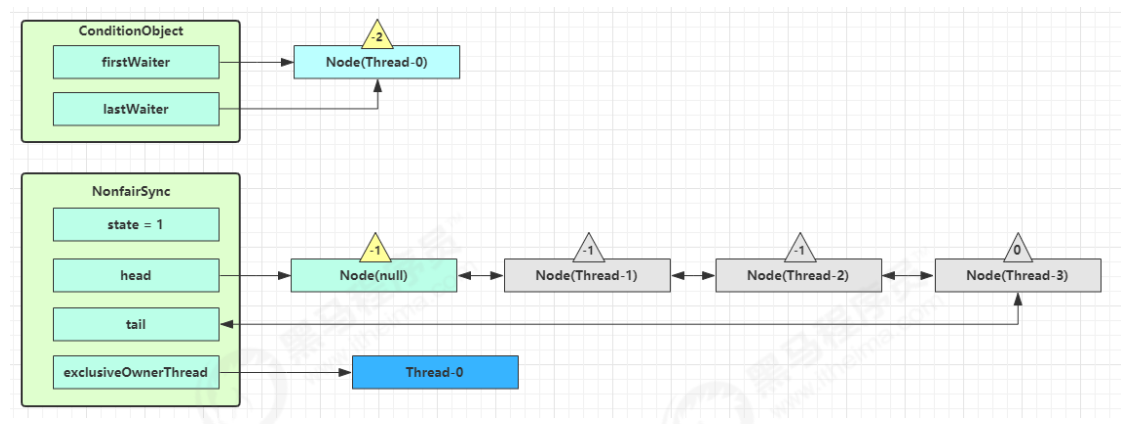 ConditionObject
firstWaiter
lastWaiter
-2
Node(Thread-0)
NonfairSync
state = 1
head
tail
exclusiveOwnerThread
-1
Node(null)
-1
Node(Thread-1)
-1
Node(Thread-2)
0
Node(Thread-3)
Thread-0
黑马程序员
www.itheima.com
黑马程序员
www.itheima.com